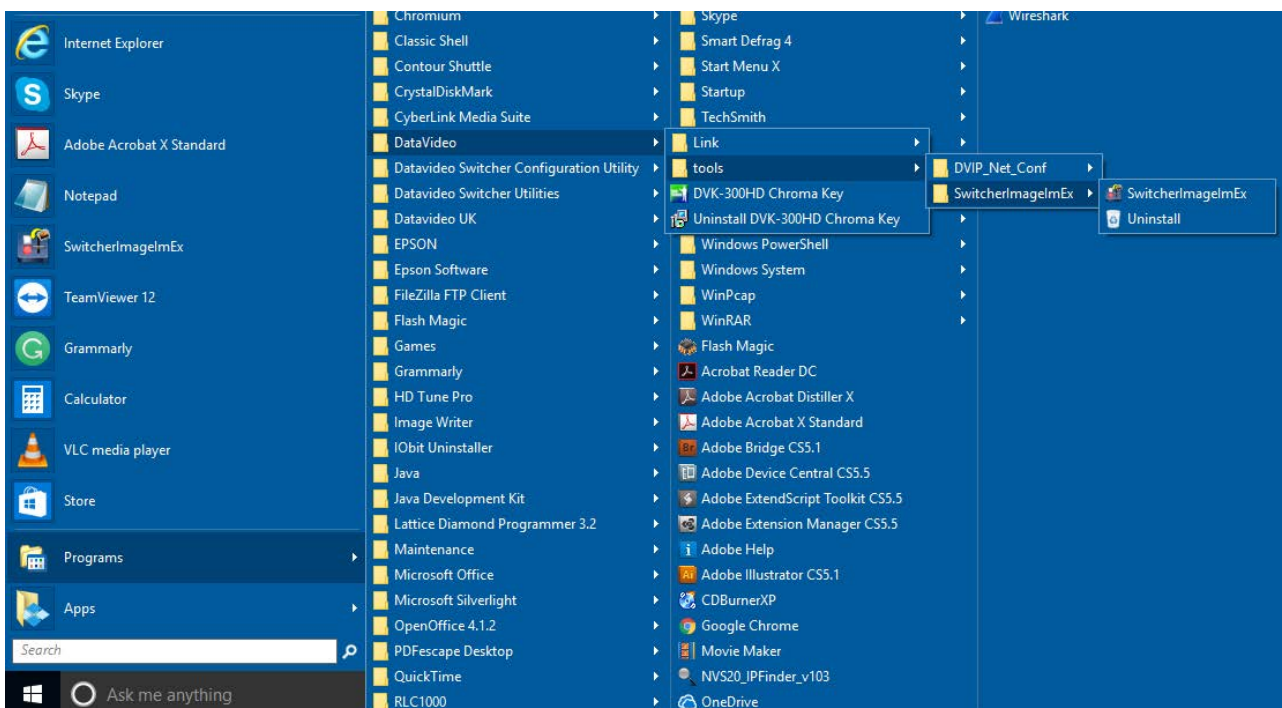 Internet Explorer
Skype
Adobe Acrobat X Standard
Notepad
SwitcherImageImEx
TeamViewer 12
Grammarly
Calculator
VLC media player
Store
Programs
Apps
Search
Ask me anything
Chromium
Classic Shell
Contour Shuttle
CrystalDiskMark
CyberLink Media Suite
DataVideo
Datavideo Switcher Configuration Utility
Datavideo Switcher Utilities
Datavideo UK
EPSON
Epson Software
FileZilla FTP Client
Flash Magic
Games
Grammarly
HD Tune Pro
Image Writer
IObit Uninstaller
Java
Java Development Kit
Lattice Diamond Programmer 3.2
Maintenance
Microsoft Office
Microsoft Silverlight
OpenOffice 4.1.2
PDFescape Desktop
QuickTime
RLC1000
Skype
Smart Defrag 4
Start Menu X
Startup
TechSmith
Link
tools
DVK-300HD Chroma Key
Uninstall DVK-300HD Chroma Key
Windows PowerShell
Windows System
WinPcap
WinRAR
Flash Magic
Acrobat Reader DC
Adobe Acrobat Distiller X
Adobe Acrobat X Standard
Adobe Bridge CS5.1
Adobe Device Central CS5.5
Adobe ExtendScript Toolkit CS5.5
Adobe Extension Manager CS5.5
Adobe Help
Adobe Illustrator CS5.1
CDBurnerXP
Google Chrome
Movie Maker
NVS20_IPFinder_v103
OneDrive
Wireshark
DVIP_Net_Conf
SwitcherImageImEx
SwitcherImageImEx
Uninstall